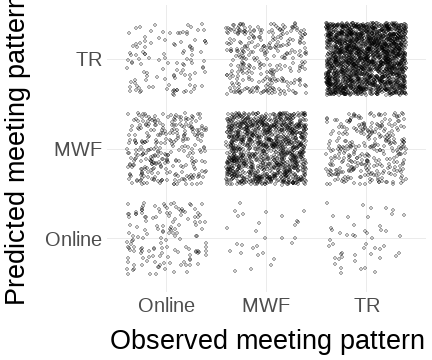 Predicted meeting pattern
TR
MWF
Online
Online MWF TR
Observed meeting pattern